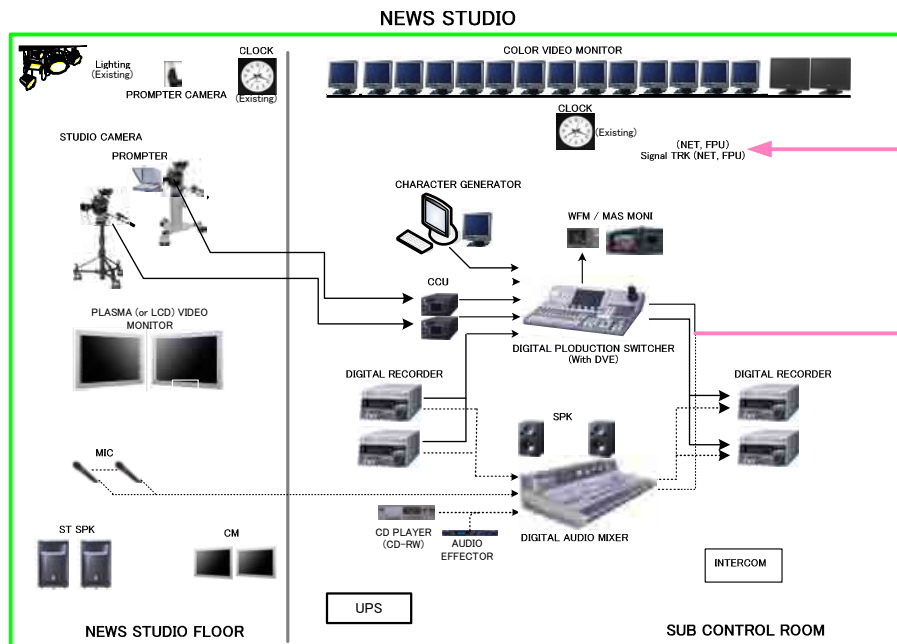 NEWS STUDIO
Lighting
(Existing)
PROMPTER CAMERA
CLOCK
(Existing)
COLOR VIDEO MONITOR
CLOCK
(Existing)
(NET, FPU)
Signal TRK (NET, FPU)
STUDIO CAMERA
PROMPTER
CHARACTER GENERATOR
WFM / MAS MONI
CCU
PLASMA (or LCD) VIDEO
MONITOR
DIGITAL PLODUCTION SWITCHER
(With DVE)
DIGITAL RECORDER
DIGITAL RECORDER
SPK
MIC
CD PLAYER
(CD-RW)
AUDIO
EFFECTOR
DIGITAL AUDIO MIXER
ST SPK
CM
INTERCOM
UPS
NEWS STUDIO FLOOR
SUB CONTROL ROOM